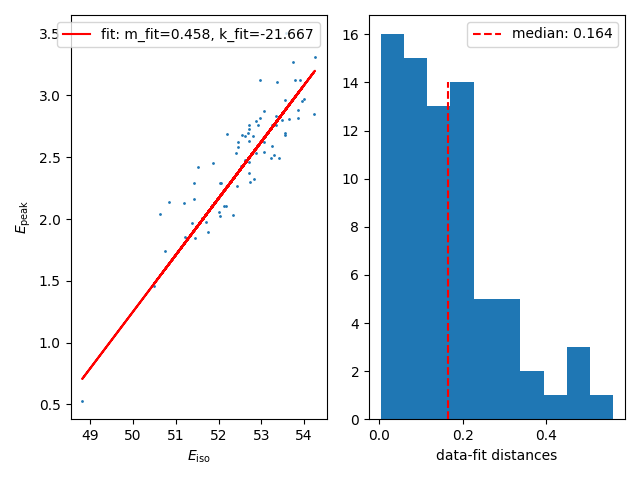 fit: m_fit=0.458, k_fit=-21.667
3.5
3.0
2.5
2.0
1.5
1.0
0.5
E_peak
49 50 51 52 53 54
E_iso
median: 0.164
16
14
12
10
8
6
4
2
0
0.0 0.2 0.4
data-fit distances